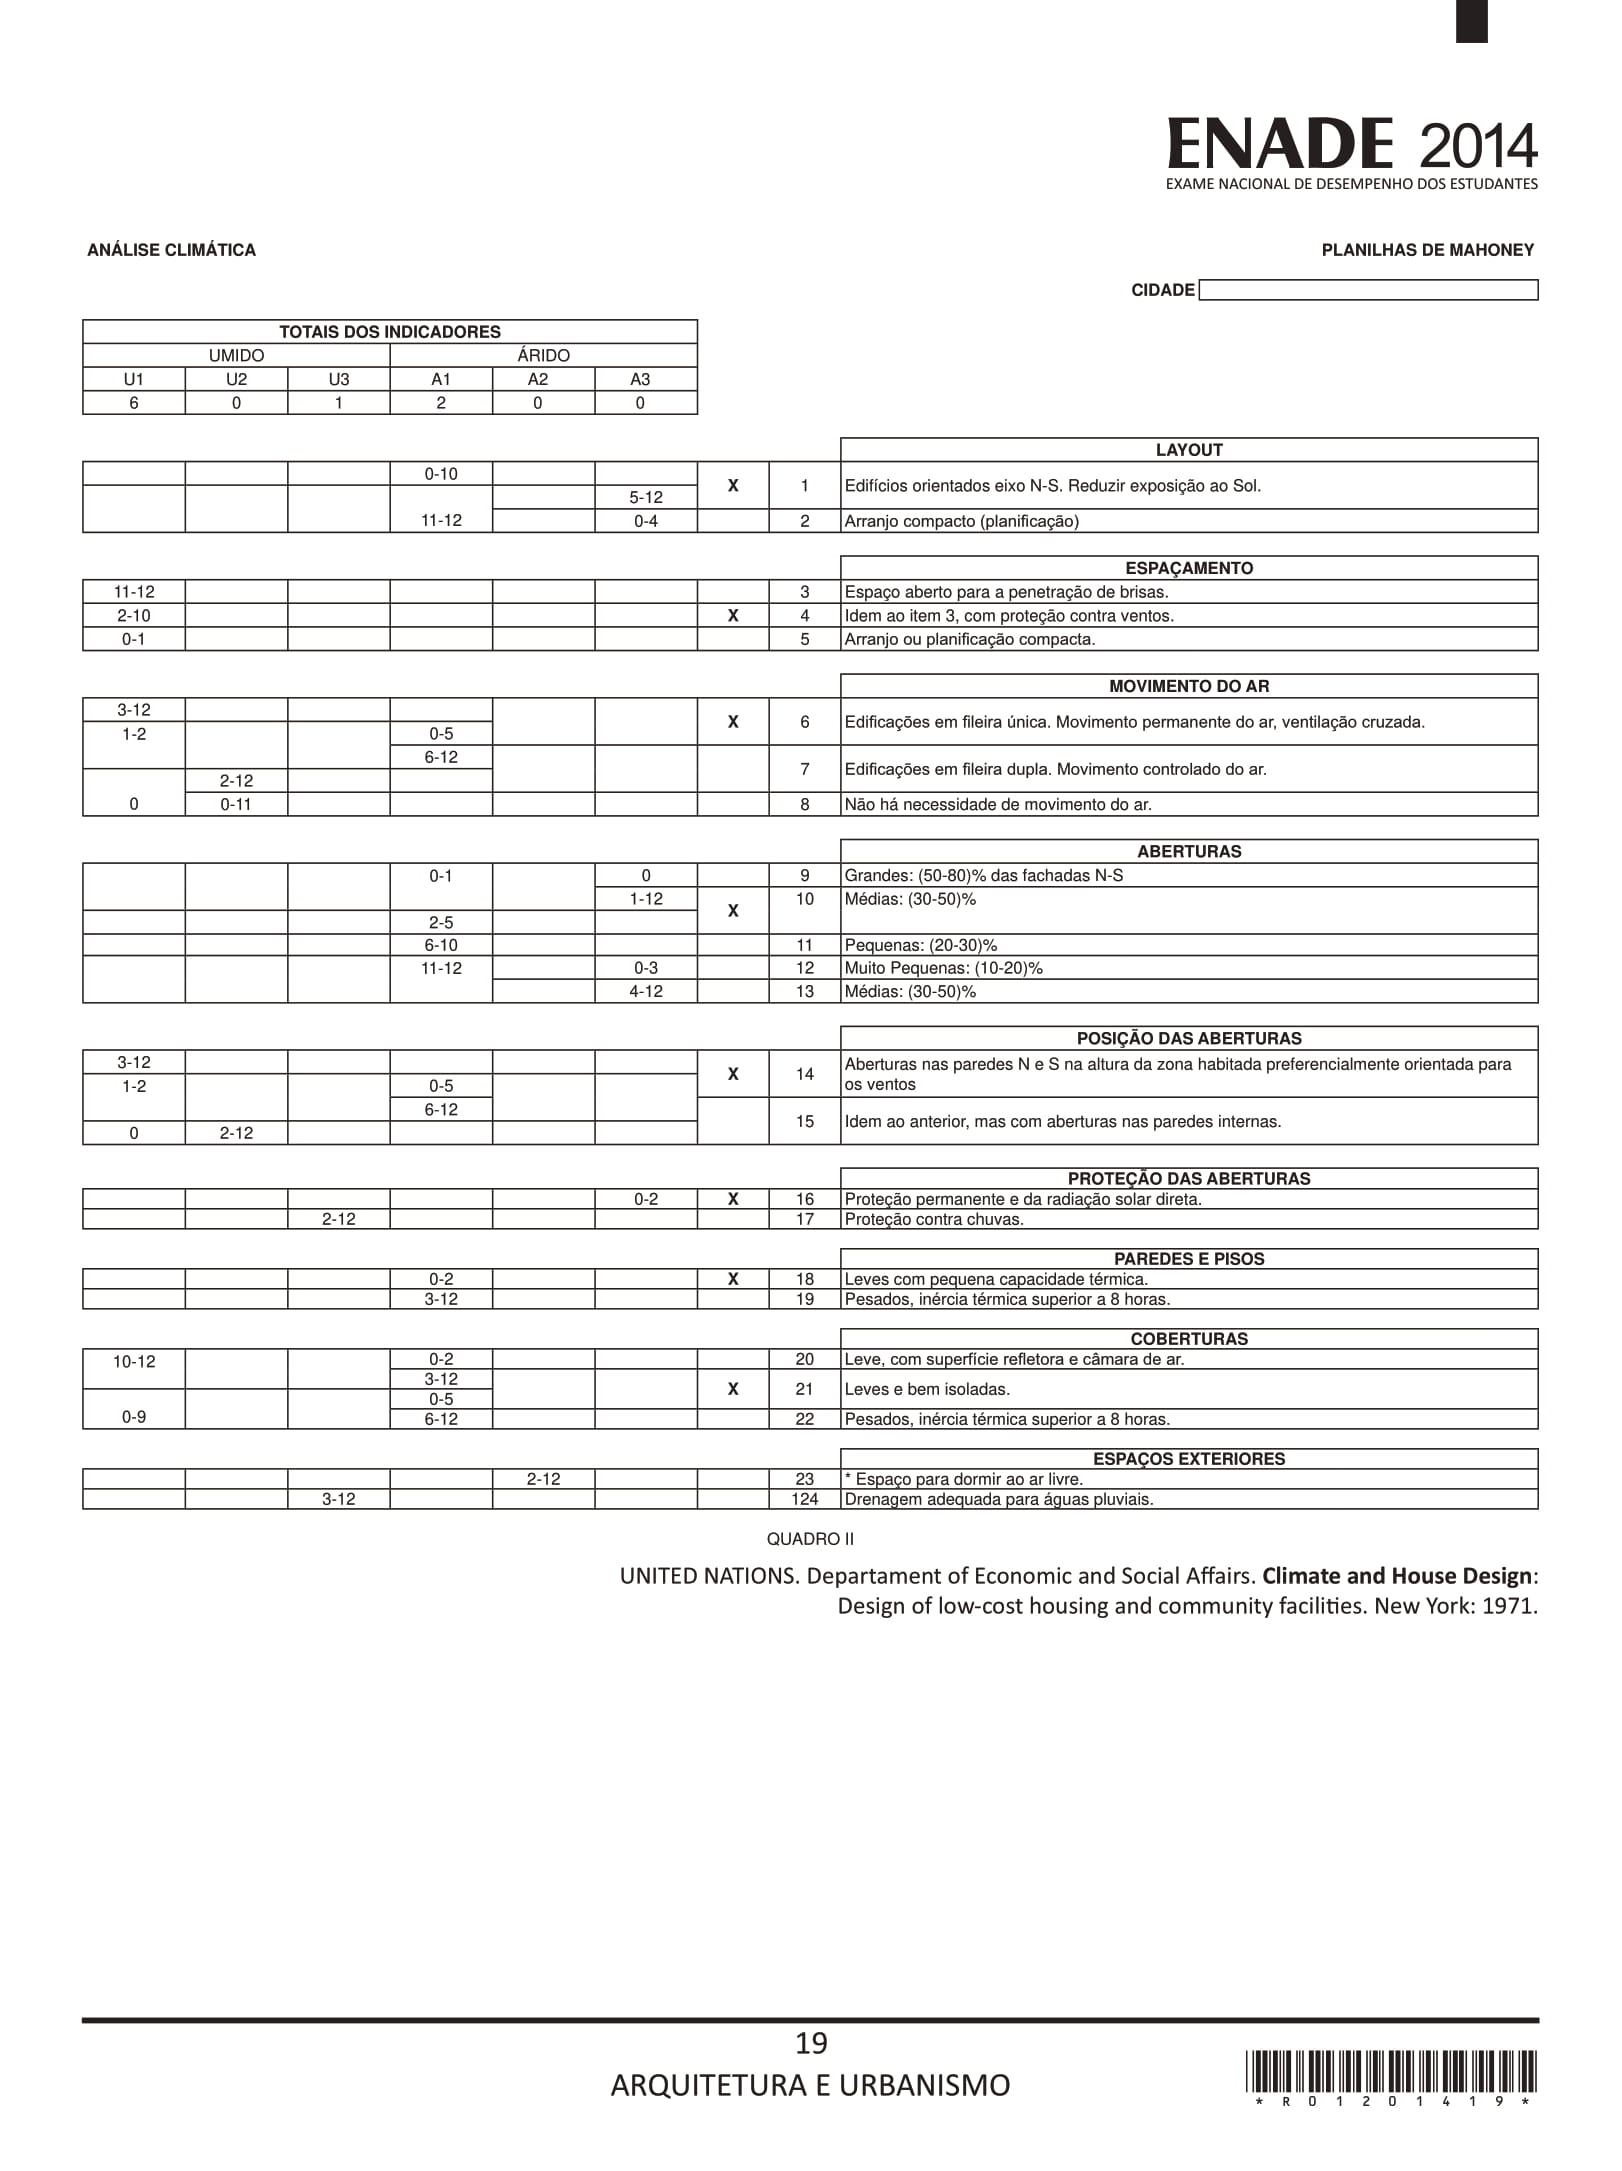 ENADE 2014
EXAME NACIONAL DE DESEMPENHO DOS ESTUDANTES
ANÁLISE CLIMÁTICA PLANILHAS DE MAHONEY
CIDADE
TOTAIS DOS INDICADORES
UMIDO ÁRIDO
U1 U2 U3 A1 A2 A3
6 0 1 2 0 0
LAYOUT
0-10
X 1 Edifícios orientados eixo N-S. Reduzir exposição ao Sol.
5-12
11-12 0-4 2 Arranjo compacto (planificação)
ESPAÇAMENTO
11-12 3 Espaço aberto para a penetração de brisas.
2-10 X 4 Idem ao item 3, com proteção contra ventos.
0-1 5 Arranjo ou planificação compacta.
MOVIMENTO DO AR
3-12
X 6 Edificações em fileira única. Movimento permanente do ar, ventilação cruzada.
1-2 0-5
6-12
7 Edificações em fileira dupla. Movimento controlado do ar.
2-12
0 0-11 8 Não há necessidade de movimento do ar.
ABERTURAS
0-1 0 9 Grandes: (50-80)% das fachadas N-S
1-12 10 Médias: (30-50)%
X
2-5
6-10 11 Pequenas: (20-30)%
11-12 0-3 12 Muito Pequenas: (10-20)%
4-12 13 Médias: (30-50)%
POSIÇÃO DAS ABERTURAS
3-12
X 14 Aberturas nas paredes N e S na altura da zona habitada preferencialmente orientada para
os ventos
1-2 0-5
6-12
15 Idem ao anterior, mas com aberturas nas paredes internas.
0 2-12
PROTEÇÃO DAS ABERTURAS
0-2 X 16 Proteção permanente e da radiação solar direta.
2-12 17 Proteção contra chuvas.
PAREDES E PISOS
0-2 X 18 Leves com pequena capacidade térmica.
3-12 19 Pesados, inércia térmica superior a 8 horas.
COBERTURAS
10-12 0-2 20 Leve, com superfície refletora e câmara de ar.
3-12
X 21 Leves e bem isoladas.
0-5
0-9 6-12 22 Pesados, inércia térmica superior a 8 horas.
ESPAÇOS EXTERIORES
2-12 23 * Espaço para dormir ao ar livre.
3-12 124 Drenagem adequada para águas pluviais.
QUADRO II
UNITED NATIONS. Departament of Economic and Social Affairs. Climate and House Design:
Design of low-cost housing and community facilities. New York: 1971.
19
ARQUITETURA E URBANISMO
* R 0 1 2 0 1 4 1 9 *